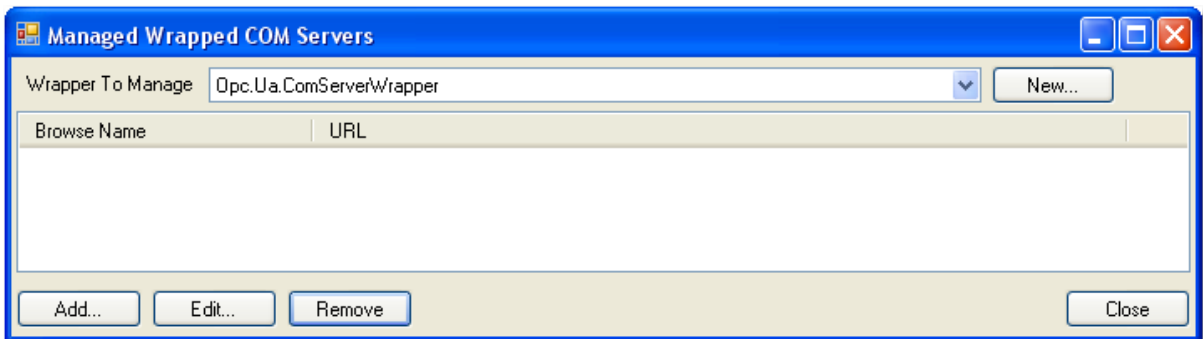 Managed Wrapped COM Servers
Wrapper To Manage Opc.Ua.ComServerWrapper New...
Browse Name URL
Add... Edit... Remove Close